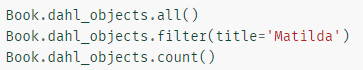 Book.dahl_objects.all()
Book.dahl_objects.filter(title='Matilda')
Book.dahl_objects.count()